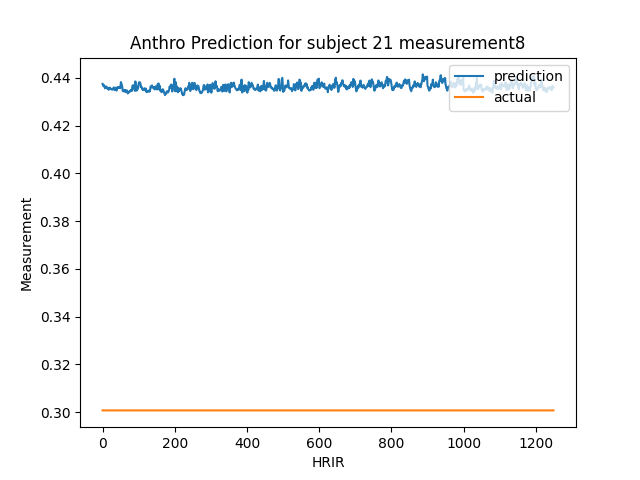 Anthro Prediction for subject 21 measurement8
prediction
actual
Measurement
0.44
0.42
0.40
0.38
0.36
0.34
0.32
0.30
0 200 400 600 800 1000 1200
HRIR